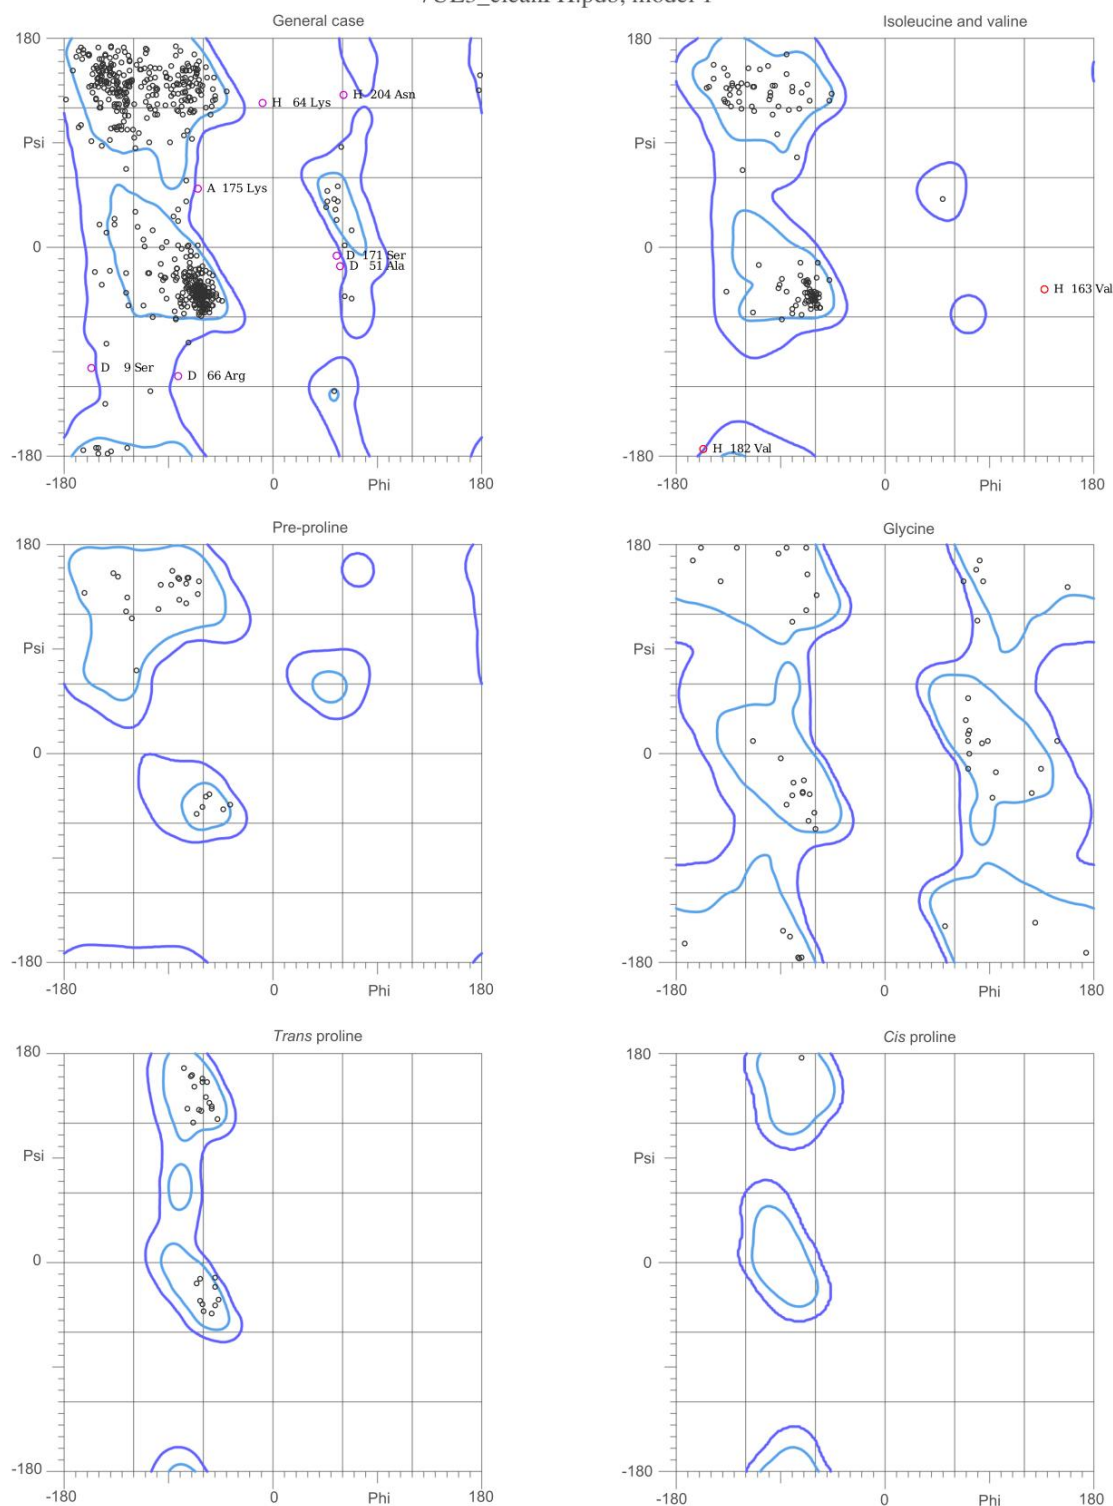 model 1
General case
Isoleucine and valine
180
180
H 204 Asn
H 64 Lys
Psi
Psi
A 175 Lys
0
0
D 171 Ser
D 51 Ala
H 163 Val
D 9 Ser
D 66 Arg
H 182 Val
-180
-180
-180
0
Phi
180
-180
0
Phi
180
Pre-proline
Glycine
180
180
Psi
Psi
0
0
-180
-180
-180
0
Phi
180
-180
0
Phi
180
Trans proline
Cis proline
180
180
Psi
Psi
0
0
-180
-180
-180
0
Phi
180
-180
0
Phi
180